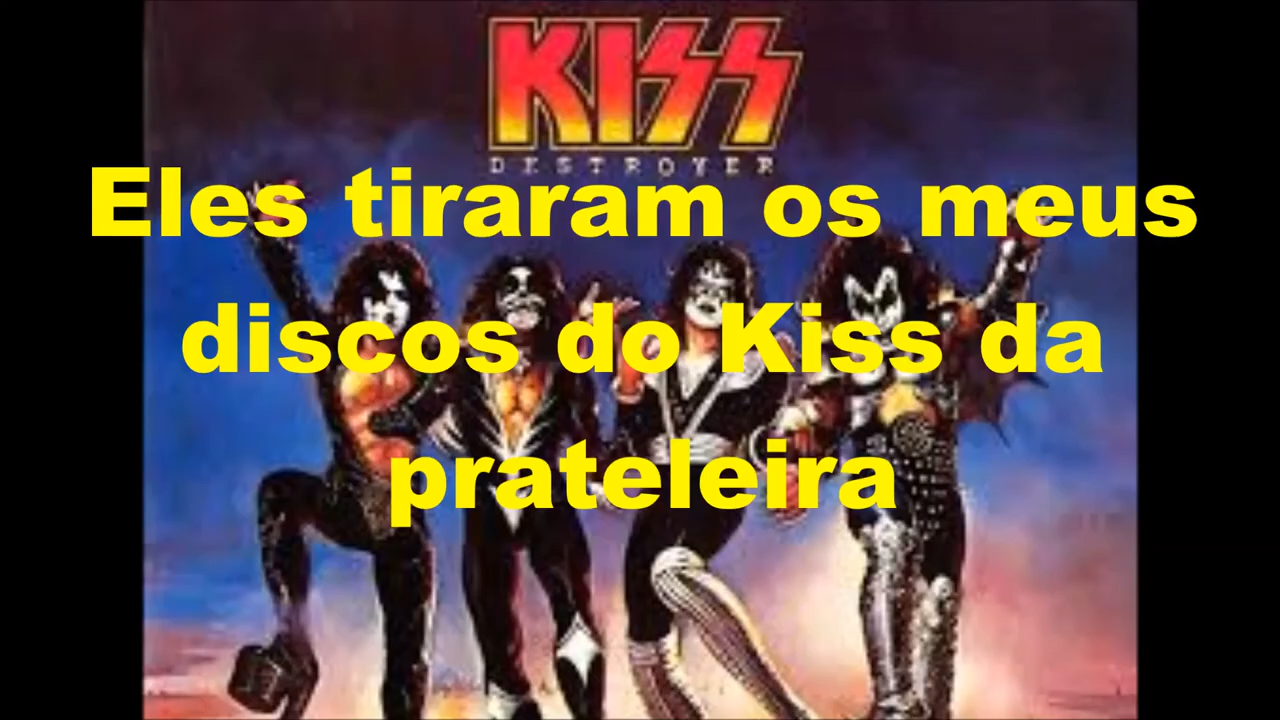 KISS
DESTROYER
Eles tiraram os meus
discos do Kiss da
prateleira